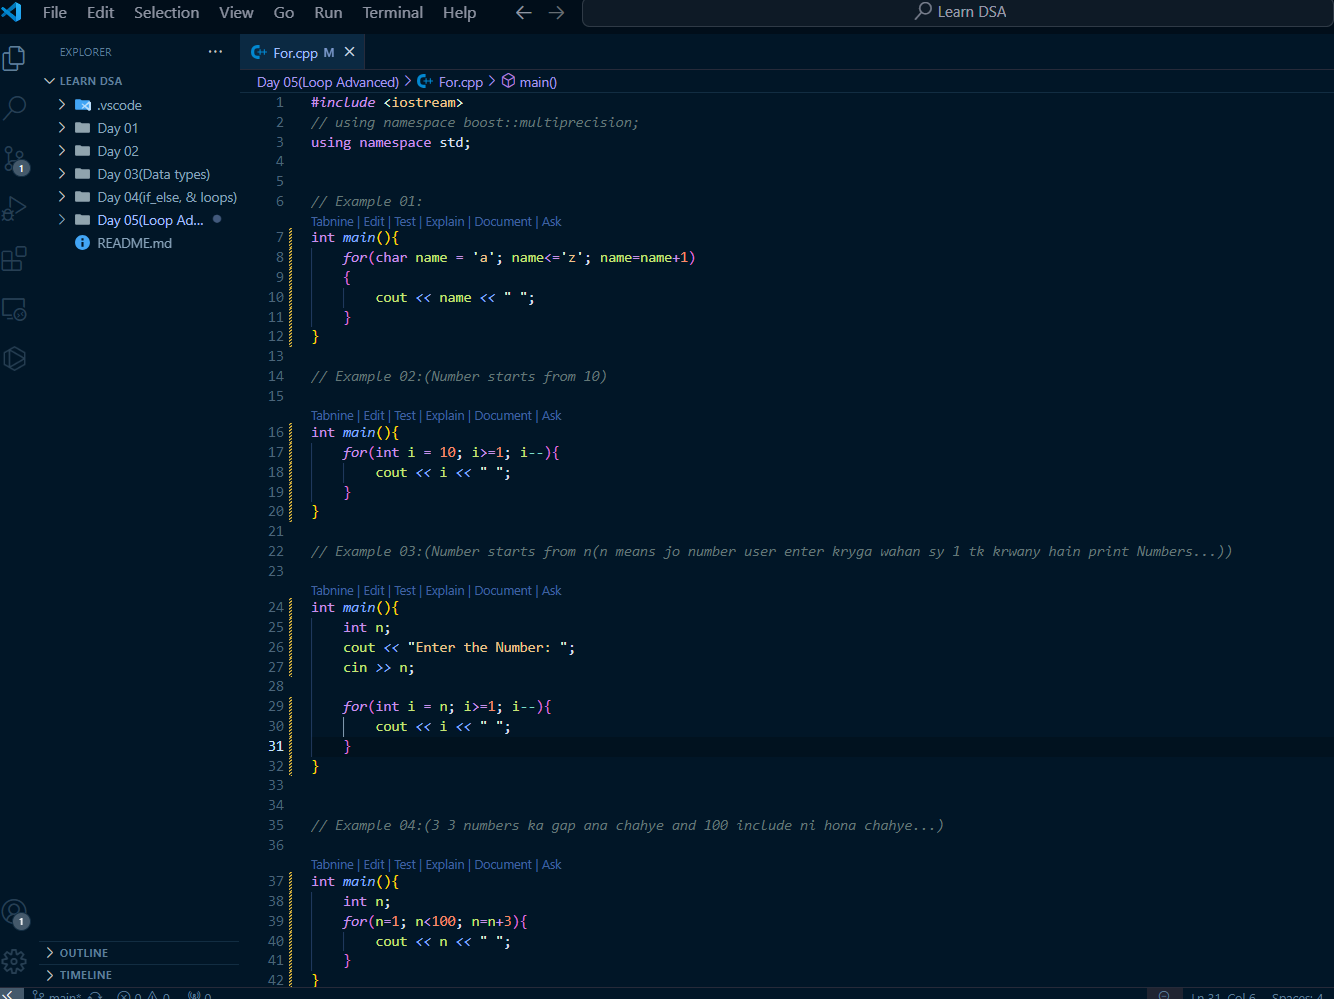 File Edit Selection View Go Run Terminal Help Learn DSA
EXPLORER ...
For.cpp M
LEARN DSA
.vscode
Day 01
Day 02
Day 03(Data types)
Day 04(if_else, & loops)
Day 05(Loop Ad...
README.md
1
Day 05(Loop Advanced) > For.cpp > main()
1 #include <iostream>
2 // using namespace boost::multiprecision;
3 using namespace std;
4
5
6 // Example 01:
Tabnine | Edit | Test | Explain | Document | Ask
7 int main(){
8 for(char name = 'a'; name<='z'; name=name+1)
9 {
10 cout << name << " ";
11 }
12 }
13
14 // Example 02:(Number starts from 10)
15
Tabnine | Edit | Test | Explain | Document | Ask
16 int main(){
17 for(int i = 10; i>=1; i--){
18 cout << i << " ";
19 }
20 }
21
22 // Example 03:(Number starts from n(n means jo number user enter kryga wahan sy 1 tk krwany hain print Numbers...))
23
Tabnine | Edit | Test | Explain | Document | Ask
24 int main(){
25 int n;
26 cout << "Enter the Number: ";
27 cin >> n;
28
29 for(int i = n; i>=1; i--){
30 cout << i << " ";
31 }
32 }
33
34
35 // Example 04:(3 3 numbers ka gap ana chahye and 100 include ni hona chahye...)
36
Tabnine | Edit | Test | Explain | Document | Ask
37 int main(){
38 int n;
39 for(n=1; n<100; n=n+3){
40 cout << n << " ";
41 }
42 }
1
OUTLINE
TIMELINE
main* 0 0 0 Ln 31, Col 6 Spaces: 4